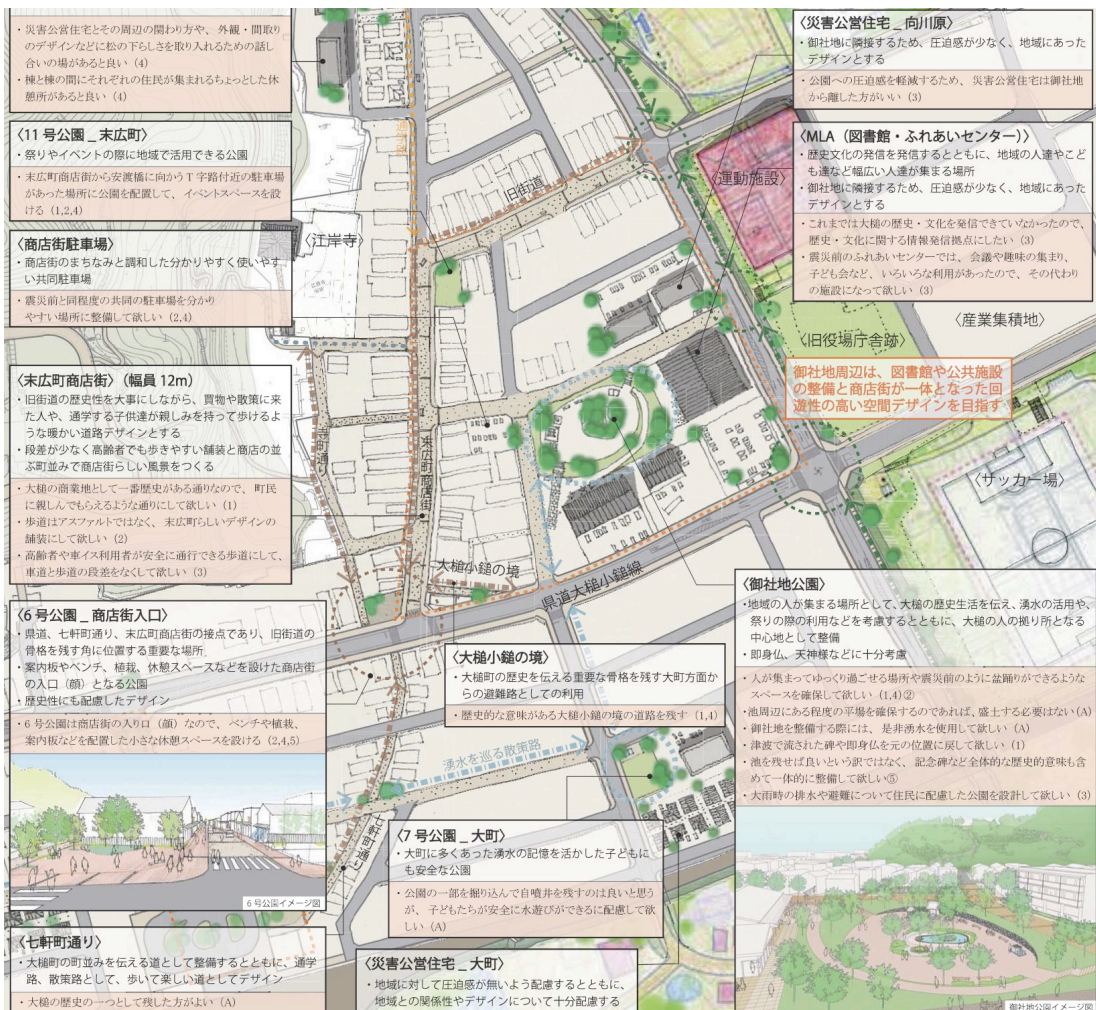 ・災害公営住宅とその周辺の関わり方や、外観・間取
りのデザインなどに松の下らしさを取り入れるための話し
合いの場があると良い (4)
・棟と棟の間にそれぞれの住民が集まれるちょっとした休
憩所があると良い (4)
〈11 号公園 _ 末広町〉
・祭りやイベントの際に地域で活用できる公園
・末広町商店街から安渡橋に向かう T 字路付近の駐車場
があった場所に公園を配置して、イベントスペースを設
ける (1,2,4)
〈商店街駐車場〉
・商店街のまちなみと調和した分かりやすく使いやす
い共同駐車場
・震災前と同程度の共同の駐車場を分かり
やすい場所に整備して欲しい (2,4)
〈末広町商店街〉(幅員 12m)
・旧街道の歴史性を大事にしながら、買物や散策に来
た人や、通学する子供達が親しみを持って歩けるよ
うな暖かい道路デザインとする
・段差が少なく高齢者でも歩きやすい舗装と商店の並
ぶ町並みで商店街らしい風景をつくる
・大槌の商業地として一番歴史がある通りなので、町民
に親しんでもらえるような通りにして欲しい (1)
・歩道はアスファルトではなく、末広町らしいデザインの
舗装にして欲しい (2)
・高齢者や車イス利用者が安全に通行できる歩道にして、
車道と歩道の段差をなくして欲しい (3)
〈6 号公園 _ 商店街入口〉
・県道、七軒町通り、末広町商店街の接点であり、旧街道の
骨格を残す角に位置する重要な場所
・案内板やベンチ、植栽、休憩スペースなどを設けた商店街
の入口（顔）となる公園
・歴史性にも配慮したデザイン
・6 号公園は商店街の入り口（顔）なので、ベンチや植栽、
案内板などを配置した小さな休憩スペースを設ける (2,4,5)
6 号公園イメージ図
〈七軒町通り〉
・大槌町の町並みを伝える道として整備するとともに、通学
路、散策路として、歩いて楽しい道としてデザイン
・大槌の歴史の一つとして残した方がよい (A)
〈江岸寺〉
旧街道
寺町通り
末広町商店街
大槌小鎚の境
県道大槌小鎚線
湧水を巡る散策路
七軒町通り
〈運動施設〉
〈旧役場庁舎跡〉
〈産業集積地〉
〈サッカー場〉
御社地周辺は、図書館や公共施設
の整備と商店街が一体となった回
遊性の高い空間デザインを目指す
〈大槌小鎚の境〉
・大槌町の歴史を伝える重要な骨格を残す大町方面か
らの避難路としての利用
・歴史的な意味がある大槌小鎚の境の道路を残す (1,4)
〈7 号公園 _ 大町〉
・大町に多くあった湧水の記憶を活かした子どもに
も安全な公園
・公園の一部を掘り込んで自噴井を残すのは良いと思う
が、子どもたちが安全に水遊びができるに配慮して欲
しい (A)
〈災害公営住宅 _ 大町〉
・地域に対して圧迫感が無いよう配慮するとともに、
地域との関係性やデザインについて十分配慮する
〈災害公営住宅 _ 向川原〉
・御社地に隣接するため、圧迫感が少なく、地域にあった
デザインとする
・公園への圧迫感を軽減するため、災害公営住宅は御社地
から離した方がいい (3)
〈MLA（図書館・ふれあいセンター）〉
・歴史文化の発信を発信するとともに、地域の人達やこど
も達など幅広い人達が集まる場所
・御社地に隣接するため、圧迫感が少なく、地域にあった
デザインとする
・これまでは大槌の歴史・文化を発信できていなかったので、
歴史・文化に関する情報発信拠点にしたい (3)
・震災前のふれあいセンターでは、会議や趣味の集まり、
子ども会など、いろいろな利用があったので、その代わり
の施設になって欲しい (3)
〈御社地公園〉
・地域の人が集まる場所として、大槌の歴史生活を伝え、湧水の活用や、
祭りの際の利用などを考慮するとともに、大槌の人の拠り所となる
中心地として整備
・即身仏、天神様などに十分考慮
・人が集まってゆっくり過ごせる場所や震災前のように盆踊りができるような
スペースを確保して欲しい (1,4)②
・池周辺にある程度の平場を確保するのであれば、盛土する必要はない (A)
・御社地を整備する際には、是非湧水を使用して欲しい (A)
・津波で流された碑や即身仏を元の位置に戻して欲しい (1)
・池を残せば良いという訳ではなく、記念碑など全体的な歴史的意味も含
めて一体的に整備して欲しい⑤
・大雨時の排水や避難について住民に配慮した公園を設計して欲しい (3)
御社地公園イメージ図